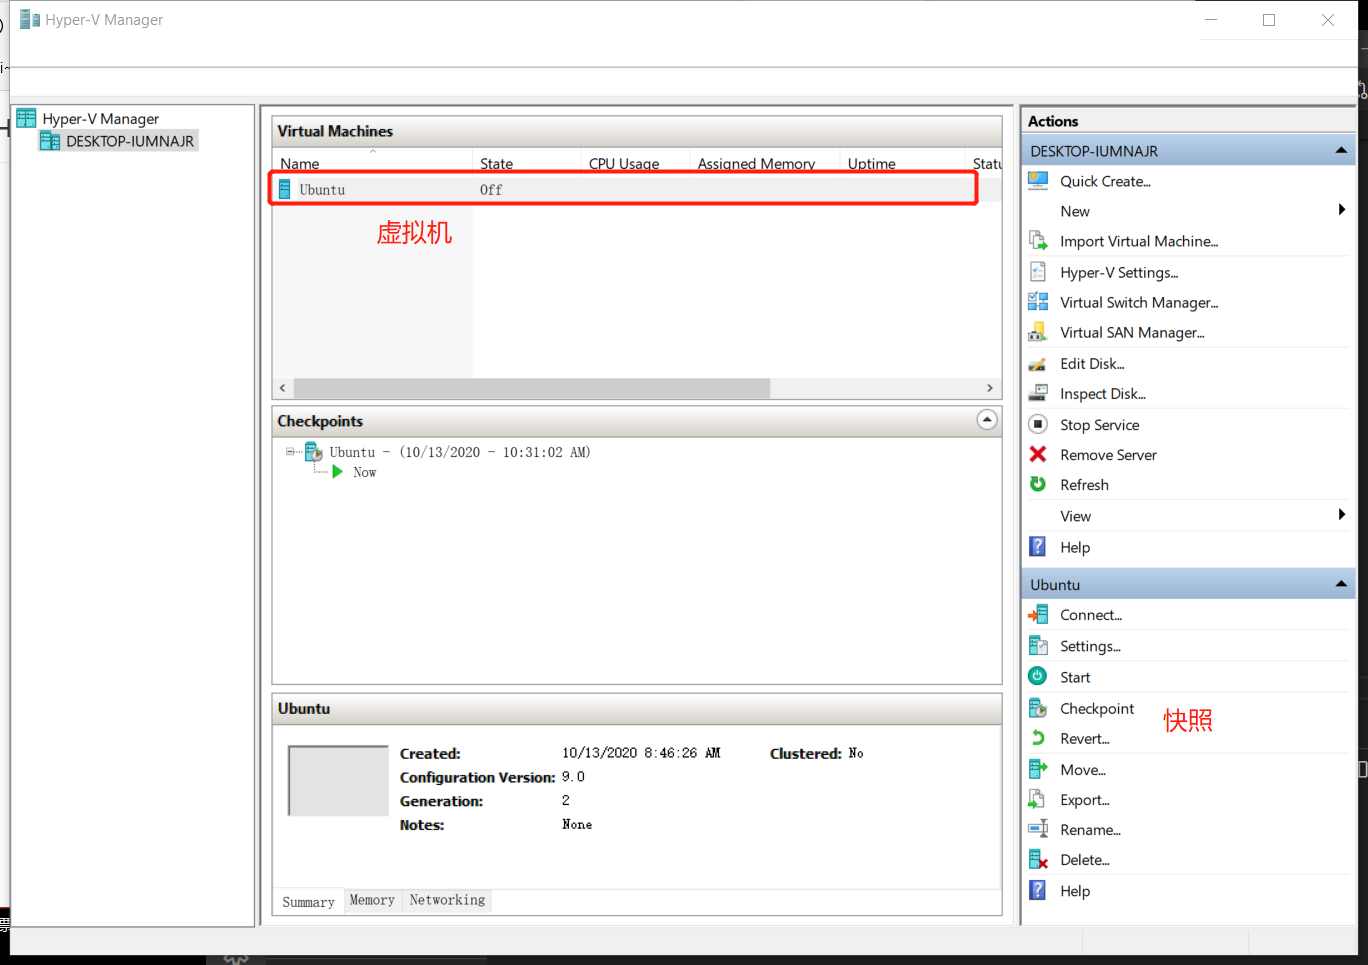 Hyper-V Manager
Hyper-V Manager
DESKTOP-IUMNAJR
Virtual Machines
Name State CPU Usage Assigned Memory Uptime Statu
Ubuntu Off
虚拟机
Checkpoints
Ubuntu - (10/13/2020 - 10:31:02 AM)
Now
Ubuntu
Created: 10/13/2020 8:46:26 AM Clustered: No
Configuration Version: 9.0
Generation: 2
Notes: None
Summary Memory Networking
Actions
DESKTOP-IUMNAJR
Quick Create...
New
Import Virtual Machine...
Hyper-V Settings...
Virtual Switch Manager...
Virtual SAN Manager...
Edit Disk...
Inspect Disk...
Stop Service
Remove Server
Refresh
View
Help
Ubuntu
Connect...
Settings...
Start
Checkpoint
快照
Revert...
Move...
Export...
Rename...
Delete...
Help